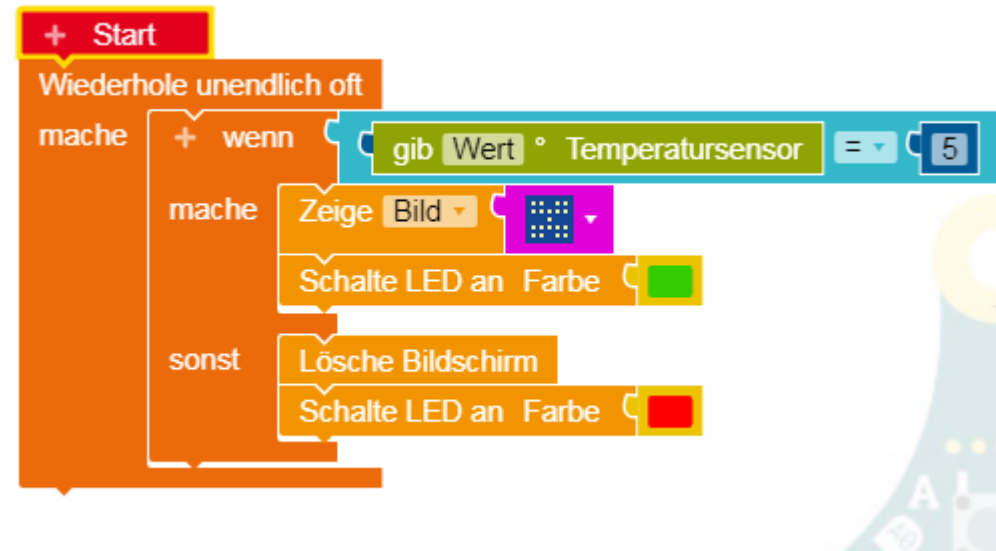 + Start
Wiederhole unendlich oft
mache + wenn gib Wert ° Temperatursensor = 5
mache Zeige Bild
Schalte LED an Farbe
sonst Lösche Bildschirm
Schalte LED an Farbe
A
AG